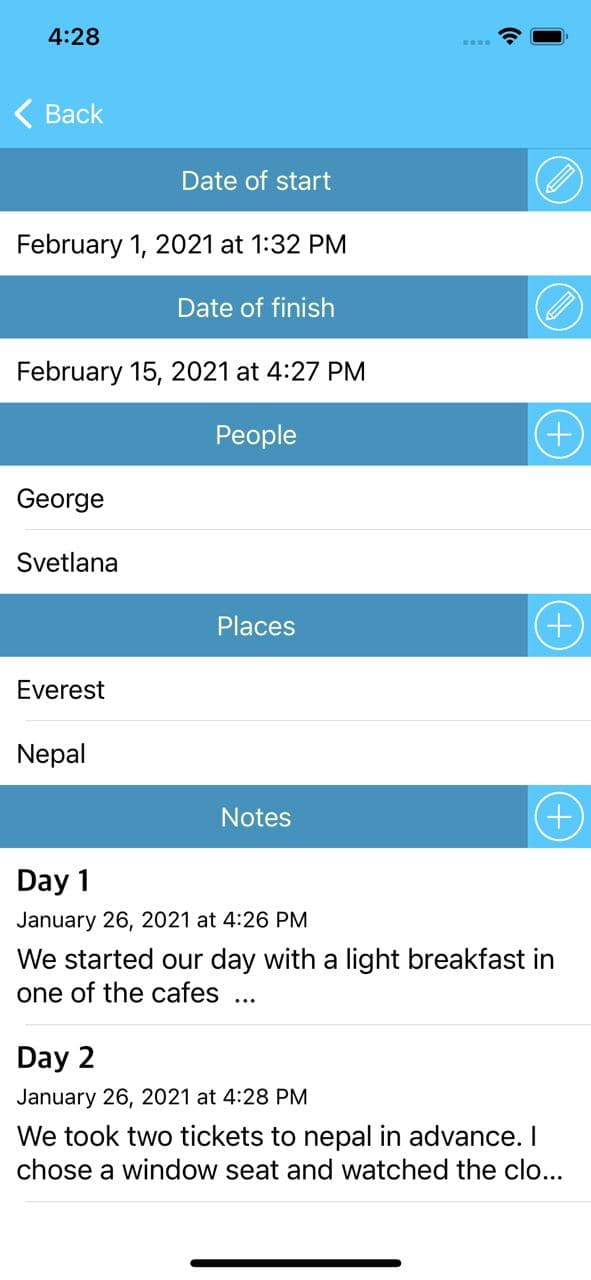 4:28
Back
Date of start
February 1, 2021 at 1:32 PM
Date of finish
February 15, 2021 at 4:27 PM
People
George
Svetlana
Places
Everest
Nepal
Notes
Day 1
January 26, 2021 at 4:26 PM
We started our day with a light breakfast in
one of the cafes  ...
Day 2
January 26, 2021 at 4:28 PM
We took two tickets to nepal in advance. I
chose a window seat and watched the clo...